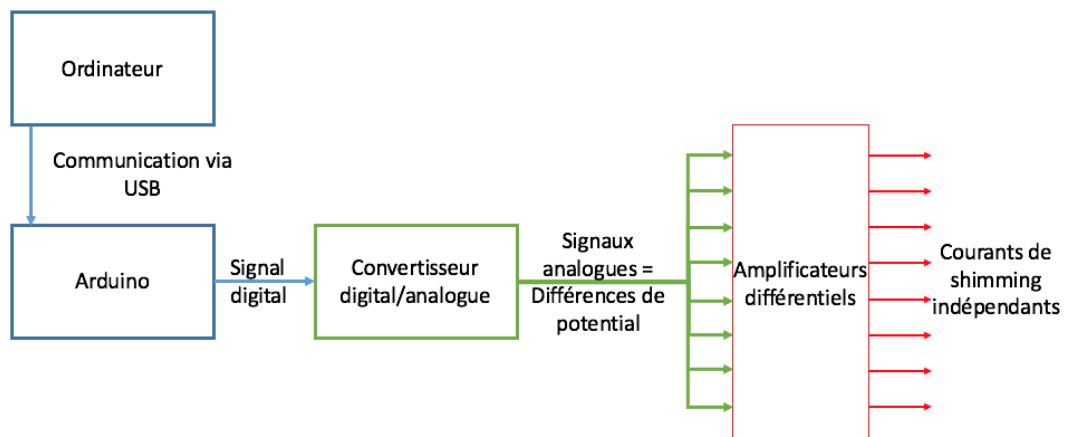 Ordinateur
Communication via
USB
Arduino
Signal
digital
Convertisseur
digital/analogue
Signaux
analogues =
Différences de
potential
Amplificateurs
différentiels
Courants de
shimming
indépendants